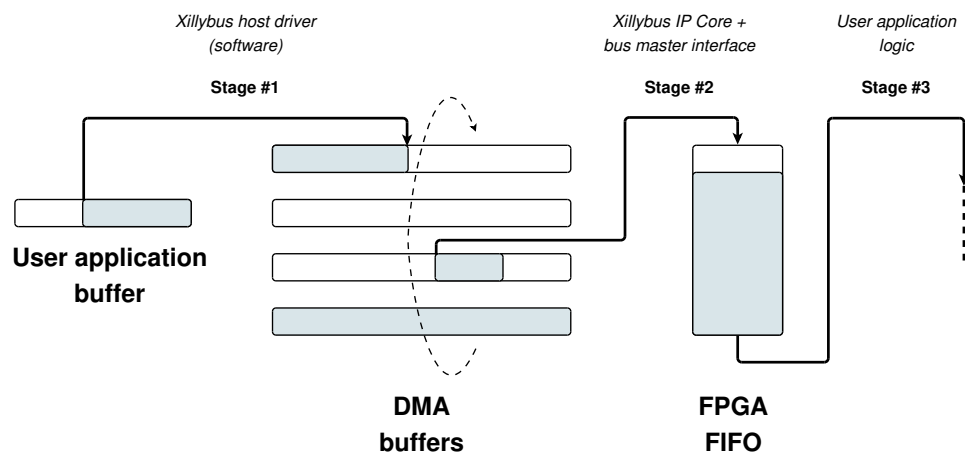 Xillybus host driver
(software)
Xillybus IP Core +
bus master interface
User application
logic
Stage #1
Stage #2
Stage #3
User application
buffer
DMA
buffers
FPGA
FIFO